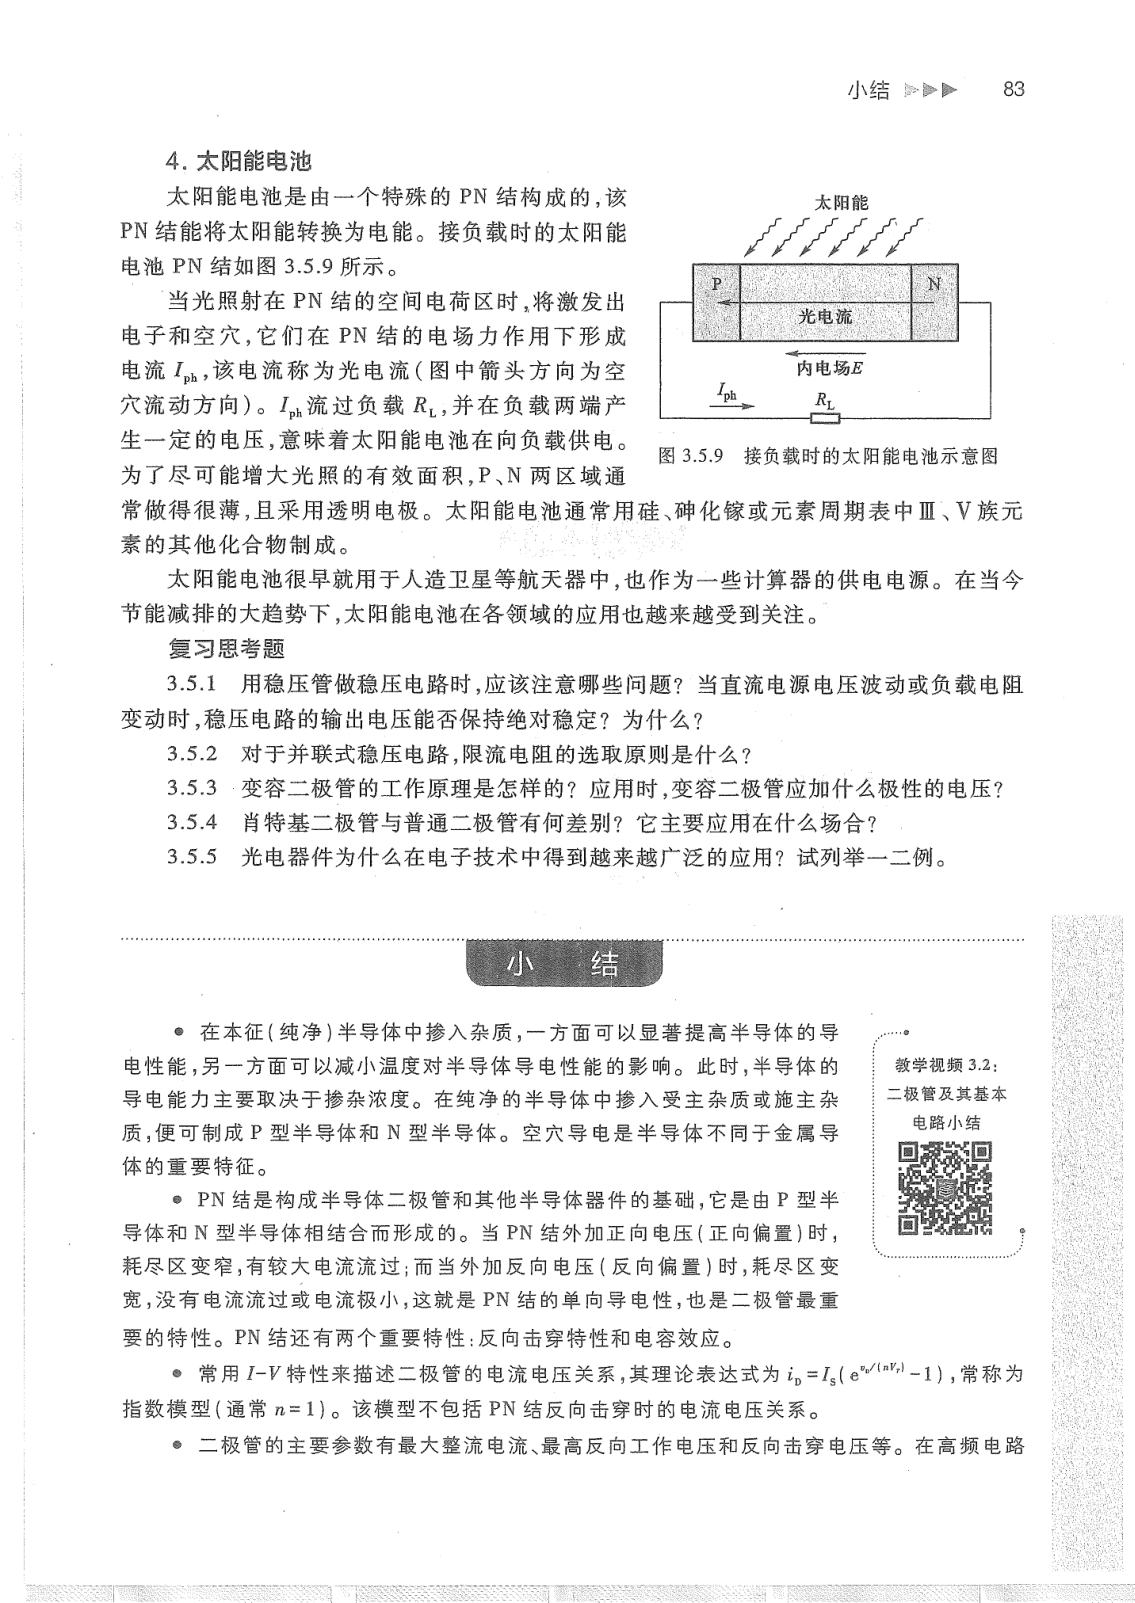 小结 83
4. 太阳能电池
太阳能电池是由一个特殊的 PN 结构成的,该
PN 结能将太阳能转换为电能。接负载时的太阳能
电池 PN 结如图 3.5.9 所示。
当光照射在 PN 结的空间电荷区时,将激发出
电子和空穴,它们在 PN 结的电场力作用下形成
电流 Iph,该电流称为光电流(图中箭头方向为空
穴流动方向)。Iph流过负载 RL,并在负载两端产
生一定的电压,意味着太阳能电池在向负载供电。
为了尽可能增大光照的有效面积,P、N 两区域通
太阳能
P
N
光电流
内电场E
Iph
RL
图 3.5.9 接负载时的太阳能电池示意图
常做得很薄,且采用透明电极。太阳能电池通常用硅、砷化镓或元素周期表中Ⅲ、Ⅴ族元
素的其他化合物制成。
太阳能电池很早就用于人造卫星等航天器中,也作为一些计算器的供电电源。在当今
节能减排的大趋势下,太阳能电池在各领域的应用也越来越受到关注。
复习思考题
3.5.1 用稳压管做稳压电路时,应该注意哪些问题? 当直流电源电压波动或负载电阻
变动时,稳压电路的输出电压能否保持绝对稳定? 为什么?
3.5.2 对于并联式稳压电路,限流电阻的选取原则是什么?
3.5.3 变容二极管的工作原理是怎样的? 应用时,变容二极管应加什么极性的电压?
3.5.4 肖特基二极管与普通二极管有何差别? 它主要应用在什么场合?
3.5.5 光电器件为什么在电子技术中得到越来越广泛的应用? 试列举一二例。
小 结
● 在本征(纯净)半导体中掺入杂质,一方面可以显著提高半导体的导
电性能,另一方面可以减小温度对半导体导电性能的影响。此时,半导体的
导电能力主要取决于掺杂浓度。在纯净的半导体中掺入受主杂质或施主杂
质,便可制成 P 型半导体和 N 型半导体。空穴导电是半导体不同于金属导
体的重要特征。
教学视频 3.2:
二极管及其基本
电路小结
● PN 结是构成半导体二极管和其他半导体器件的基础,它是由 P 型半
导体和 N 型半导体相结合而形成的。当 PN 结外加正向电压(正向偏置)时,
耗尽区变窄,有较大电流流过;而当外加反向电压(反向偏置)时,耗尽区变
宽,没有电流流过或电流极小,这就是 PN 结的单向导电性,也是二极管最重
要的特性。PN 结还有两个重要特性:反向击穿特性和电容效应。
● 常用 I-V 特性来描述二极管的电流电压关系,其理论表达式为 iD=IS(e^(vD/(nVT))-1),常称为
指数模型(通常 n=1)。该模型不包括 PN 结反向击穿时的电流电压关系。
● 二极管的主要参数有最大整流电流、最高反向工作电压和反向击穿电压等。在高频电路